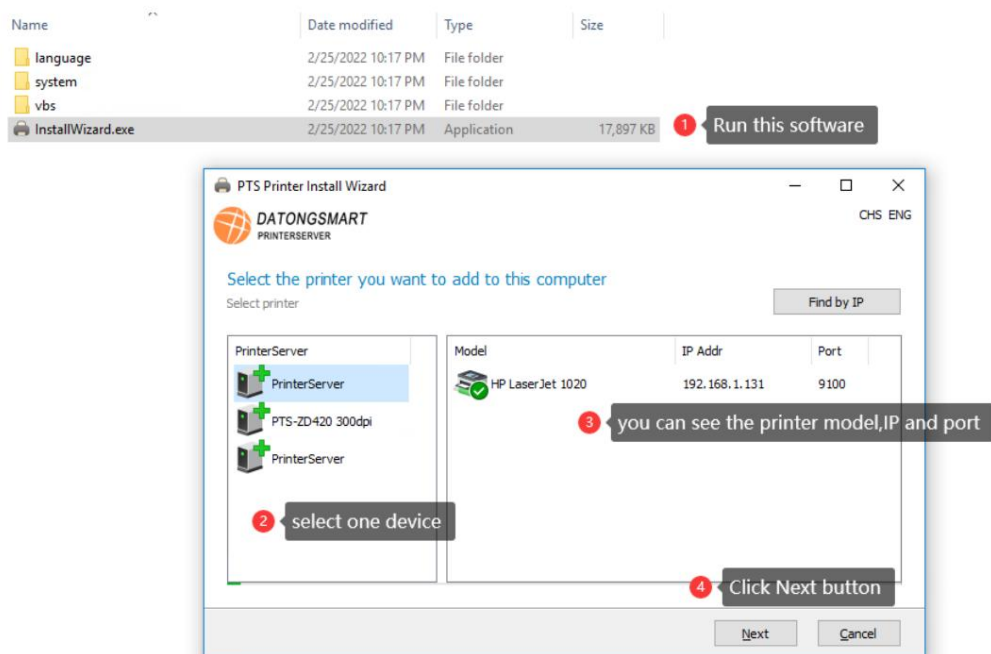 Name Date modified Type Size
language 2/25/2022 10:17 PM File folder
system 2/25/2022 10:17 PM File folder
vbs 2/25/2022 10:17 PM File folder
InstallWizard.exe 2/25/2022 10:17 PM Application 17,897 KB
1 Run this software
PTS Printer Install Wizard
DATONGSMART
PRINTERSERVER
CHS ENG
Select the printer you want to add to this computer
Select printer
Find by IP
PrinterServer
Model IP Addr Port
PrinterServer
HP LaserJet 1020 192.168.1.131 9100
PTS-ZD420 300dpi
3 you can see the printer model,IP and port
PrinterServer
2 select one device
4 Click Next button
Next Cancel